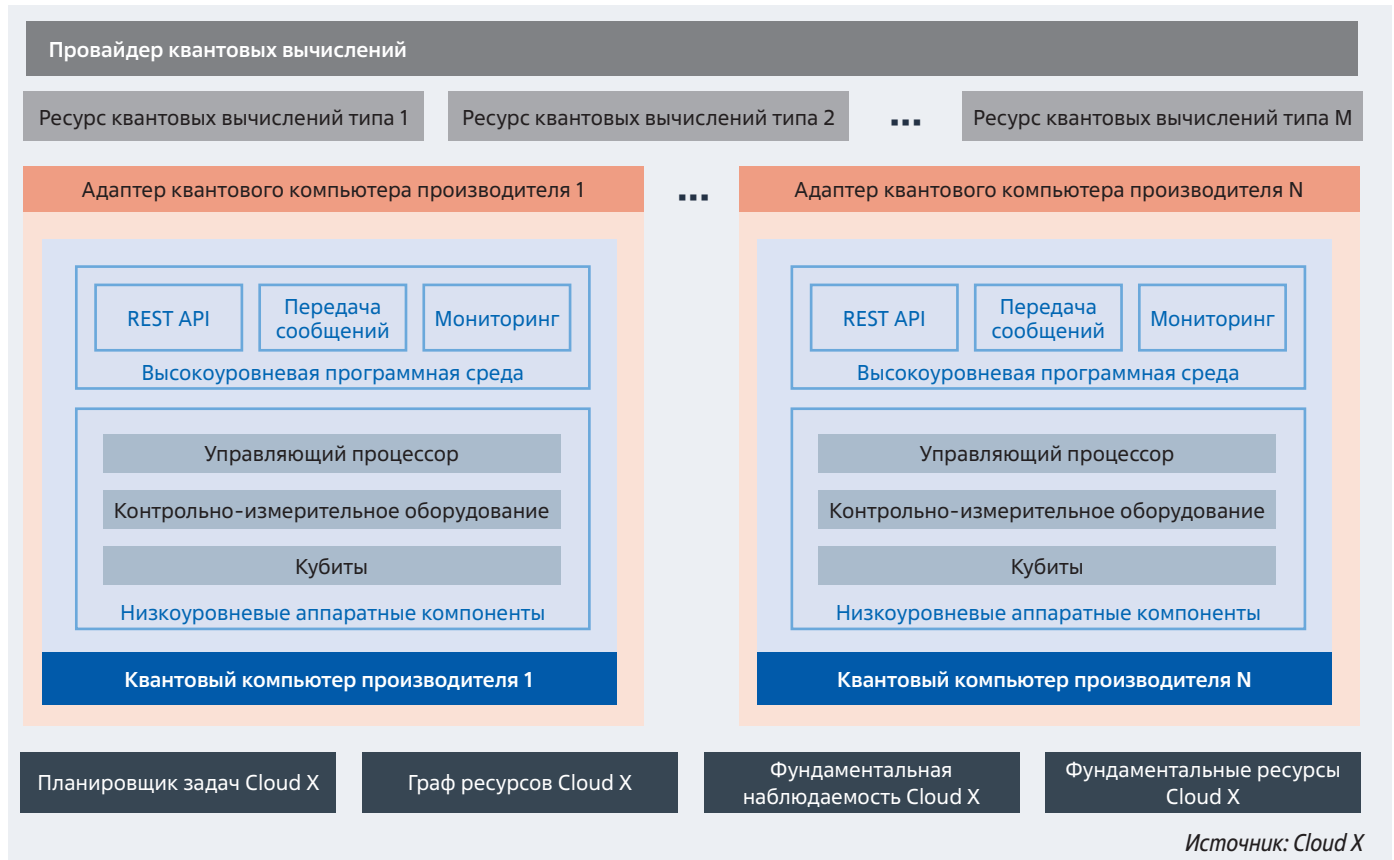 Провайдер квантовых вычислений
Ресурс квантовых вычислений типа 1
Ресурс квантовых вычислений типа 2
...
Ресурс квантовых вычислений типа M
Адаптер квантового компьютера производителя 1
...
Адаптер квантового компьютера производителя N
REST API
Передача
сообщений
Мониторинг
Высокоуровневая программная среда
Управляющий процессор
Контрольно-измерительное оборудование
Кубиты
Низкоуровневые аппаратные компоненты
Квантовый компьютер производителя 1
REST API
Передача
сообщений
Мониторинг
Высокоуровневая программная среда
Управляющий процессор
Контрольно-измерительное оборудование
Кубиты
Низкоуровневые аппаратные компоненты
Квантовый компьютер производителя N
Планировщик задач Cloud X
Граф ресурсов Cloud X
Фундаментальная
наблюдаемость Cloud X
Фундаментальные ресурсы
Cloud X
Источник: Cloud X